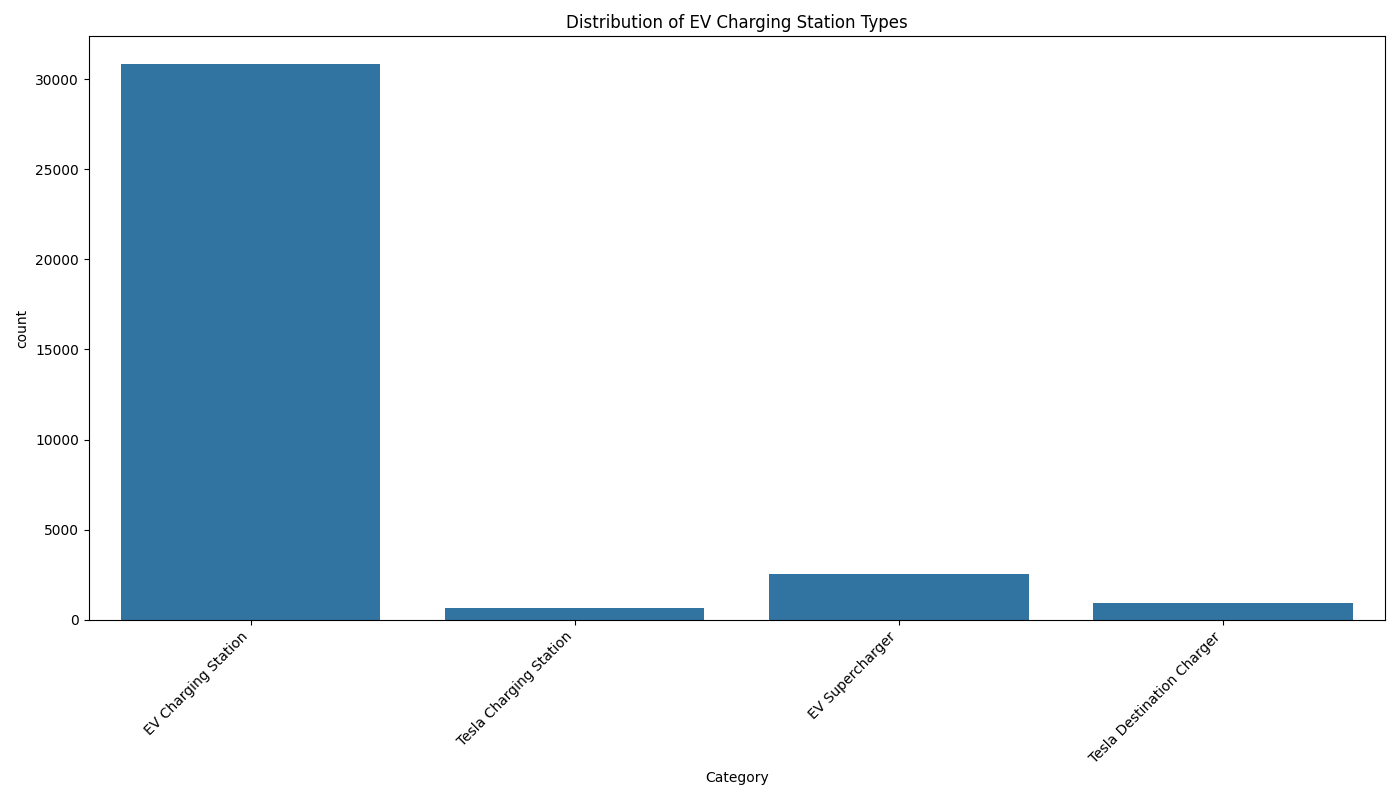 Distribution of EV Charging Station Types
count
30000
25000
20000
15000
10000
5000
0
EV Charging Station
Tesla Charging Station
EV Supercharger
Tesla Destination Charger
Category